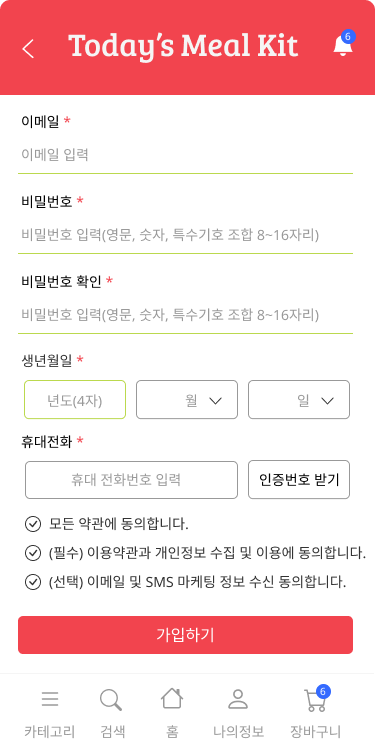 Today's Meal Kit
6
이메일 *
이메일 입력
비밀번호 *
비밀번호 입력(영문, 숫자, 특수기호 조합 8~16자리)
비밀번호 확인 *
비밀번호 입력(영문, 숫자, 특수기호 조합 8~16자리)
생년월일 *
년도(4자) 월 일
휴대전화 *
휴대 전화번호 입력 인증번호 받기
모든 약관에 동의합니다.
(필수) 이용약관과 개인정보 수집 및 이용에 동의합니다.
(선택) 이메일 및 SMS 마케팅 정보 수신 동의합니다.
가입하기
6
카테고리 검색 홈 나의정보 장바구니